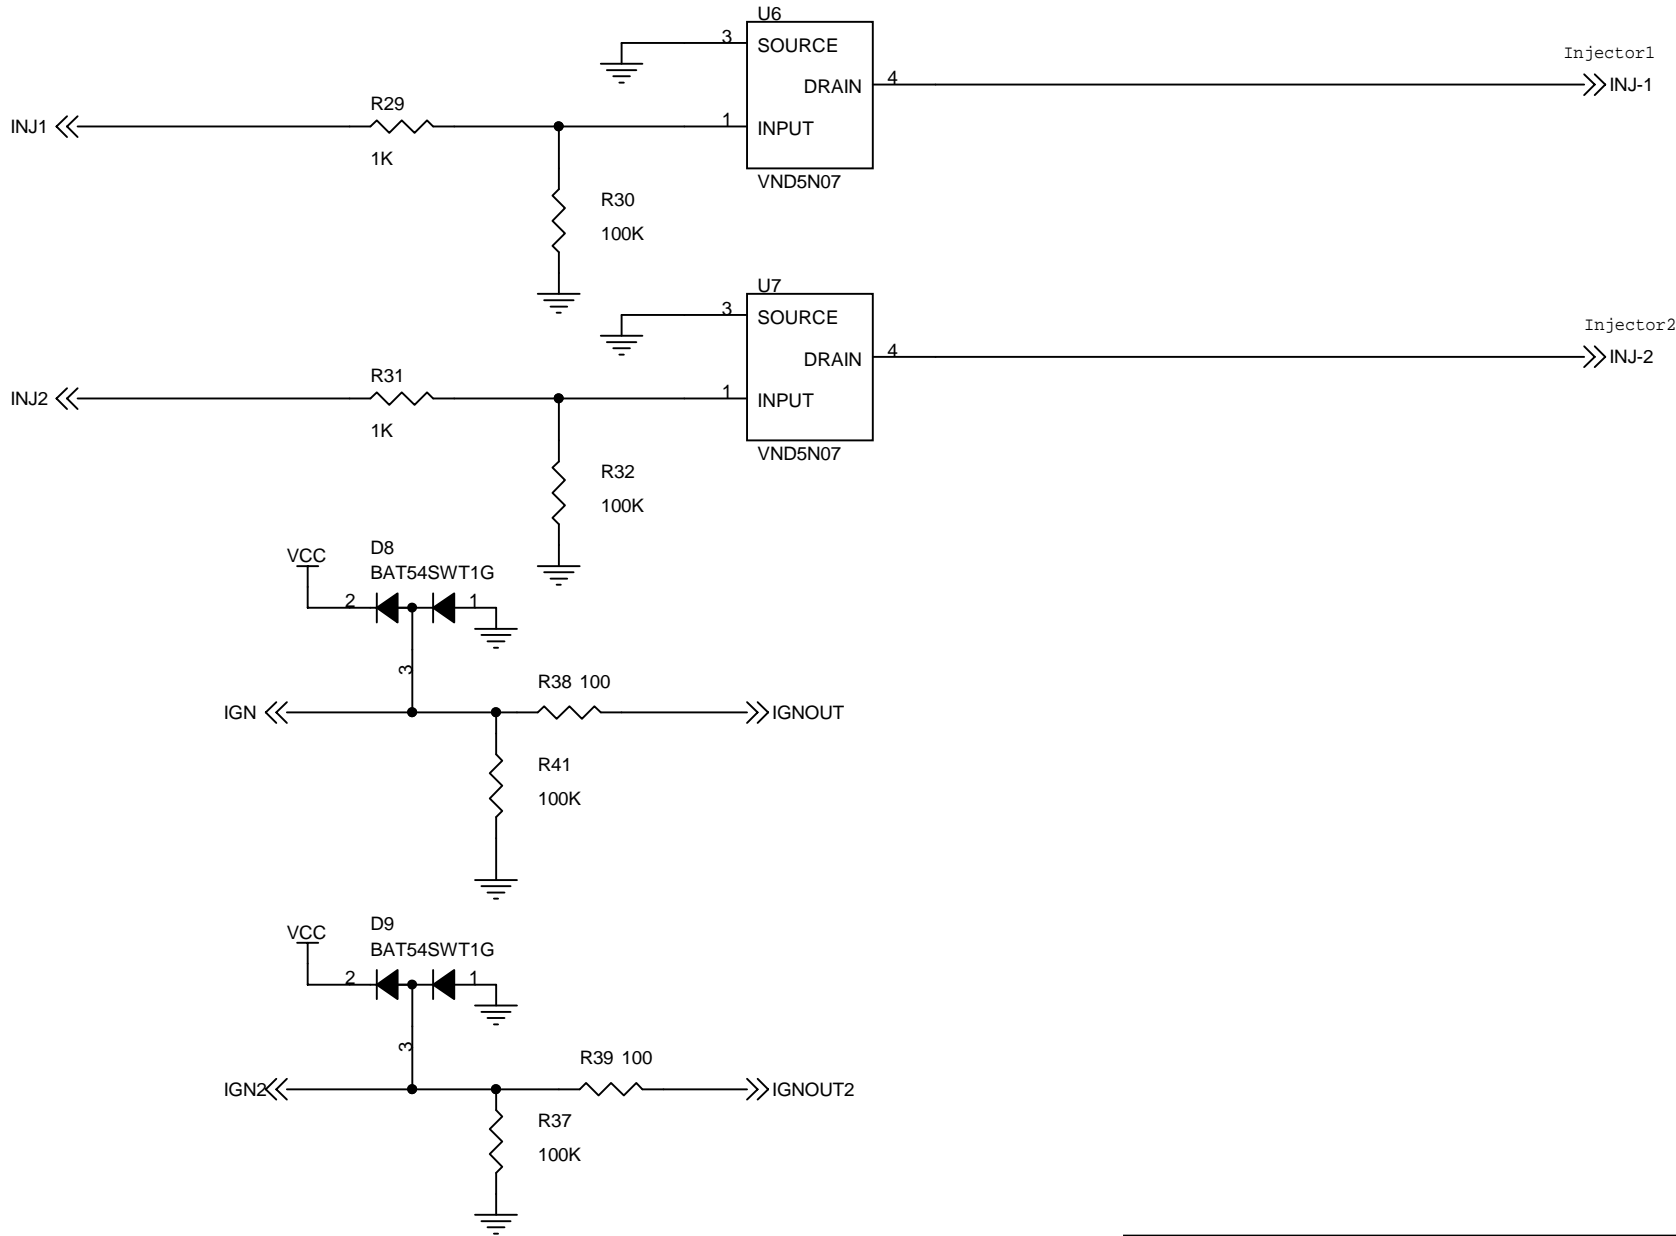 U6
3
SOURCE
DRAIN
4
Injector1
INJ-1
INJ1
R29
1K
1
INPUT
VND5N07
R30
100K
U7
3
SOURCE
DRAIN
4
Injector2
INJ-2
INJ2
R31
1K
1
INPUT
VND5N07
R32
100K
VCC
D8
BAT54SWT1G
2
1
3
IGN
R38 100
IGNOUT
R41
100K
VCC
D9
BAT54SWT1G
2
1
3
IGN2
R39 100
IGNOUT2
R37
100K